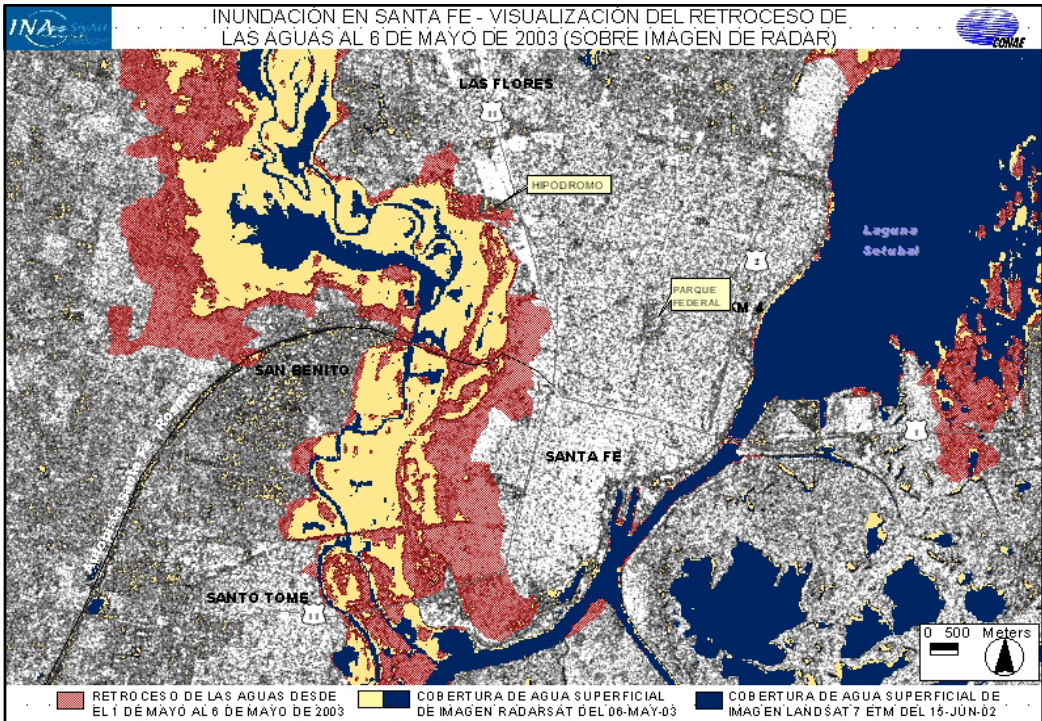 INA
INUNDACIÓN EN SANTA FE - VISUALIZACIÓN DEL RETROCESO DE
LAS AGUAS AL 6 DE MAYO DE 2003 (SOBRE IMÁGEN DE RADAR)
CONAE
LAS FLORES
11
HIPÓDROMO
Laguna
Setubal
PARQUE
FEDERAL
KM 4
SAN BENITO
SANTA FE
SANTO TOME
11
0 500 Meters
RETROCESO DE LAS AGUAS DESDE
EL 1 DE MAYO AL 6 DE MAYO DE 2003
COBERTURA DE AGUA SUPERFICIAL
DE IMAGEN RADARSAT DEL 06-MAY-03
COBERTURA DE AGUA SUPERFICIAL DE
IMAGEN LANDSAT 7 ETM DEL 15-JUN-02